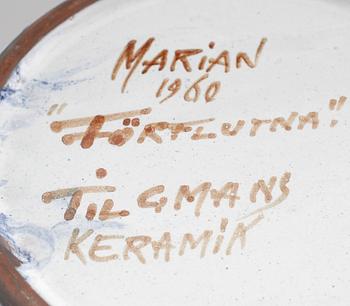 MARiAN
1960
"FÖRFLUTNA"
TiLGMANS
KERAMiK